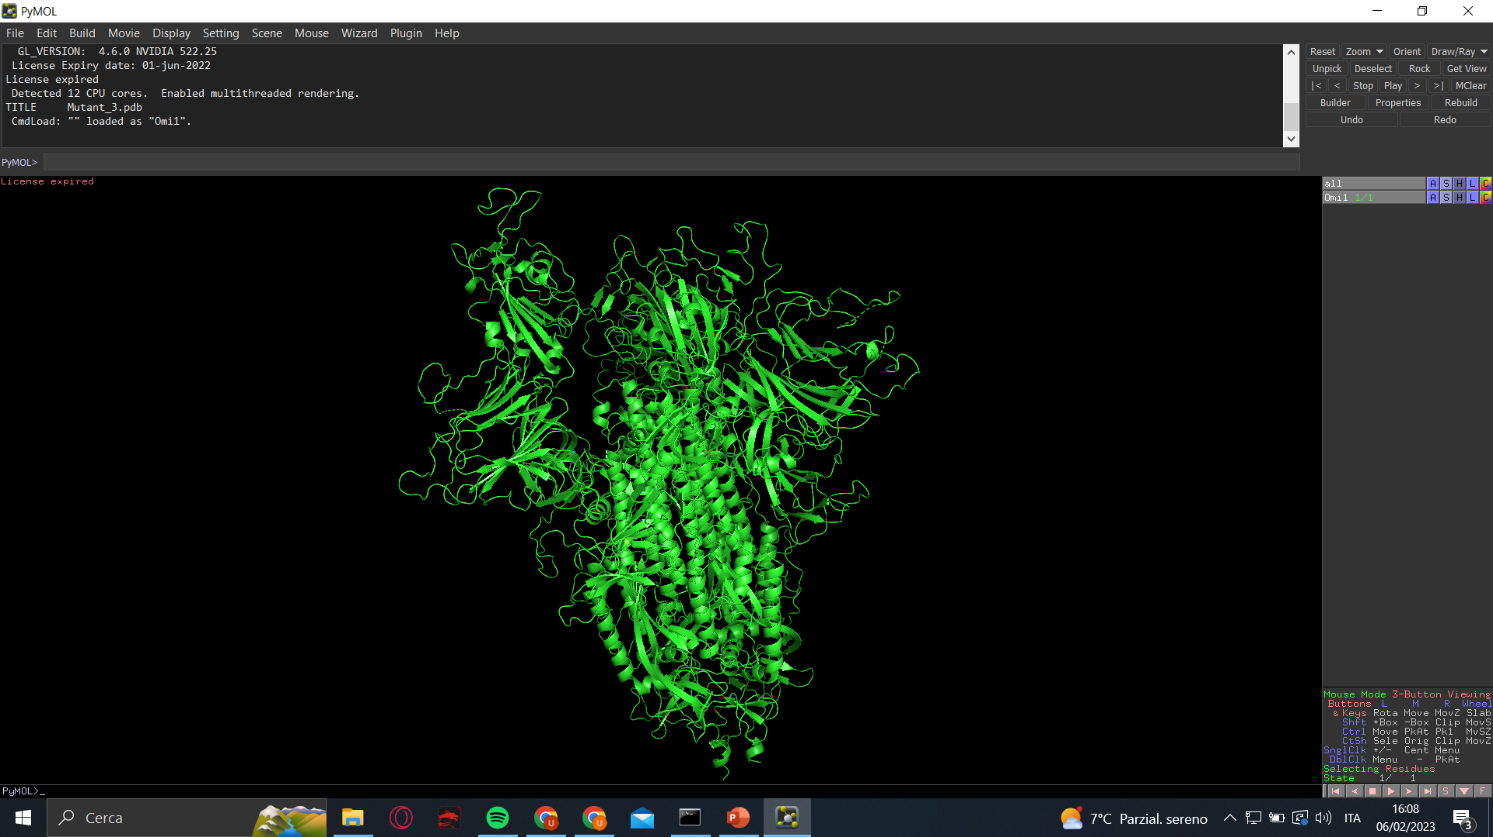 PyMOL
File Edit Build Movie Display Setting Scene Mouse Wizard Plugin Help
GL_VERSION: 4.6.0 NVIDIA 522.25
License Expiry date: 01-jun-2022
License expired
Detected 12 CPU cores. Enabled multithreaded rendering.
TITLE Mutant_3.pdb
CmdLoad: "" loaded as "Omi1".
Reset Zoom Orient Draw/Ray
Unpick Deselect Rock Get View
|< < Stop Play > >| MClear
Builder Properties Rebuild
Undo Redo
PyMOL>
License expired
all A S H L C
Omi1 1/1 A S H L C
Mouse Mode 3-Button Viewing
Buttons L M R Wheel
& Keys Rota Move MovZ Slab
Shft +Box -Box Clip MovS
Ctrl Move PkAt Pk1 MvSZ
CtSh Sele Orig Clip MovZ
SnglClk +/- Cent Menu
DblClk Menu - PkAt
Selecting Residues
State 1/ 1
S F
PyMOL>_
Cerca
7°C Parzial. sereno
ITA
16:08
06/02/2023
3